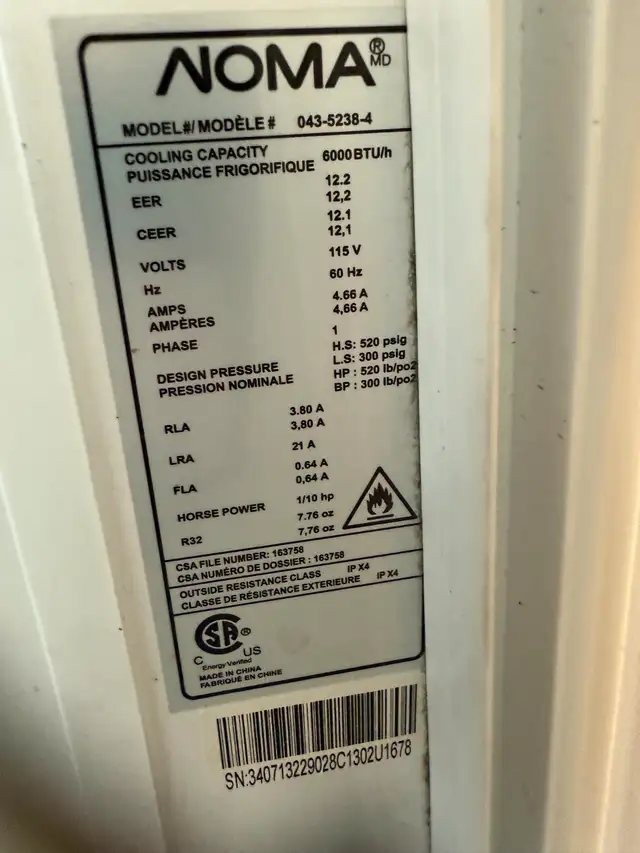 NOMA® MD
MODEL#/MODÈLE # 043-5238-4
COOLING CAPACITY
PUISSANCE FRIGORIFIQUE 6000BTU/h
EER 12.2
12,2
CEER 12.1
12,1
VOLTS 115 V
Hz 60 Hz
AMPS 4.66 A
AMPÈRES 4,66 A
PHASE 1
DESIGN PRESSURE H.S: 520 psig
L.S: 300 psig
PRESSION NOMINALE HP : 520 lb/po2
BP : 300 lb/po2
RLA 3.80 A
3,80 A
LRA 21 A
FLA 0.64 A
0,64 A
HORSE POWER 1/10 hp
R32 7.76 oz
7,76 oz
CSA FILE NUMBER: 163758
CSA NUMÉRO DE DOSSIER : 163758
OUTSIDE RESISTANCE CLASS IP X4
CLASSE DE RÉSISTANCE EXTERIEURE IP X4
CSA®
C US
Energy Verified
MADE IN CHINA
FABRIQUÉ EN CHINE
SN:340713229028C1302U1678